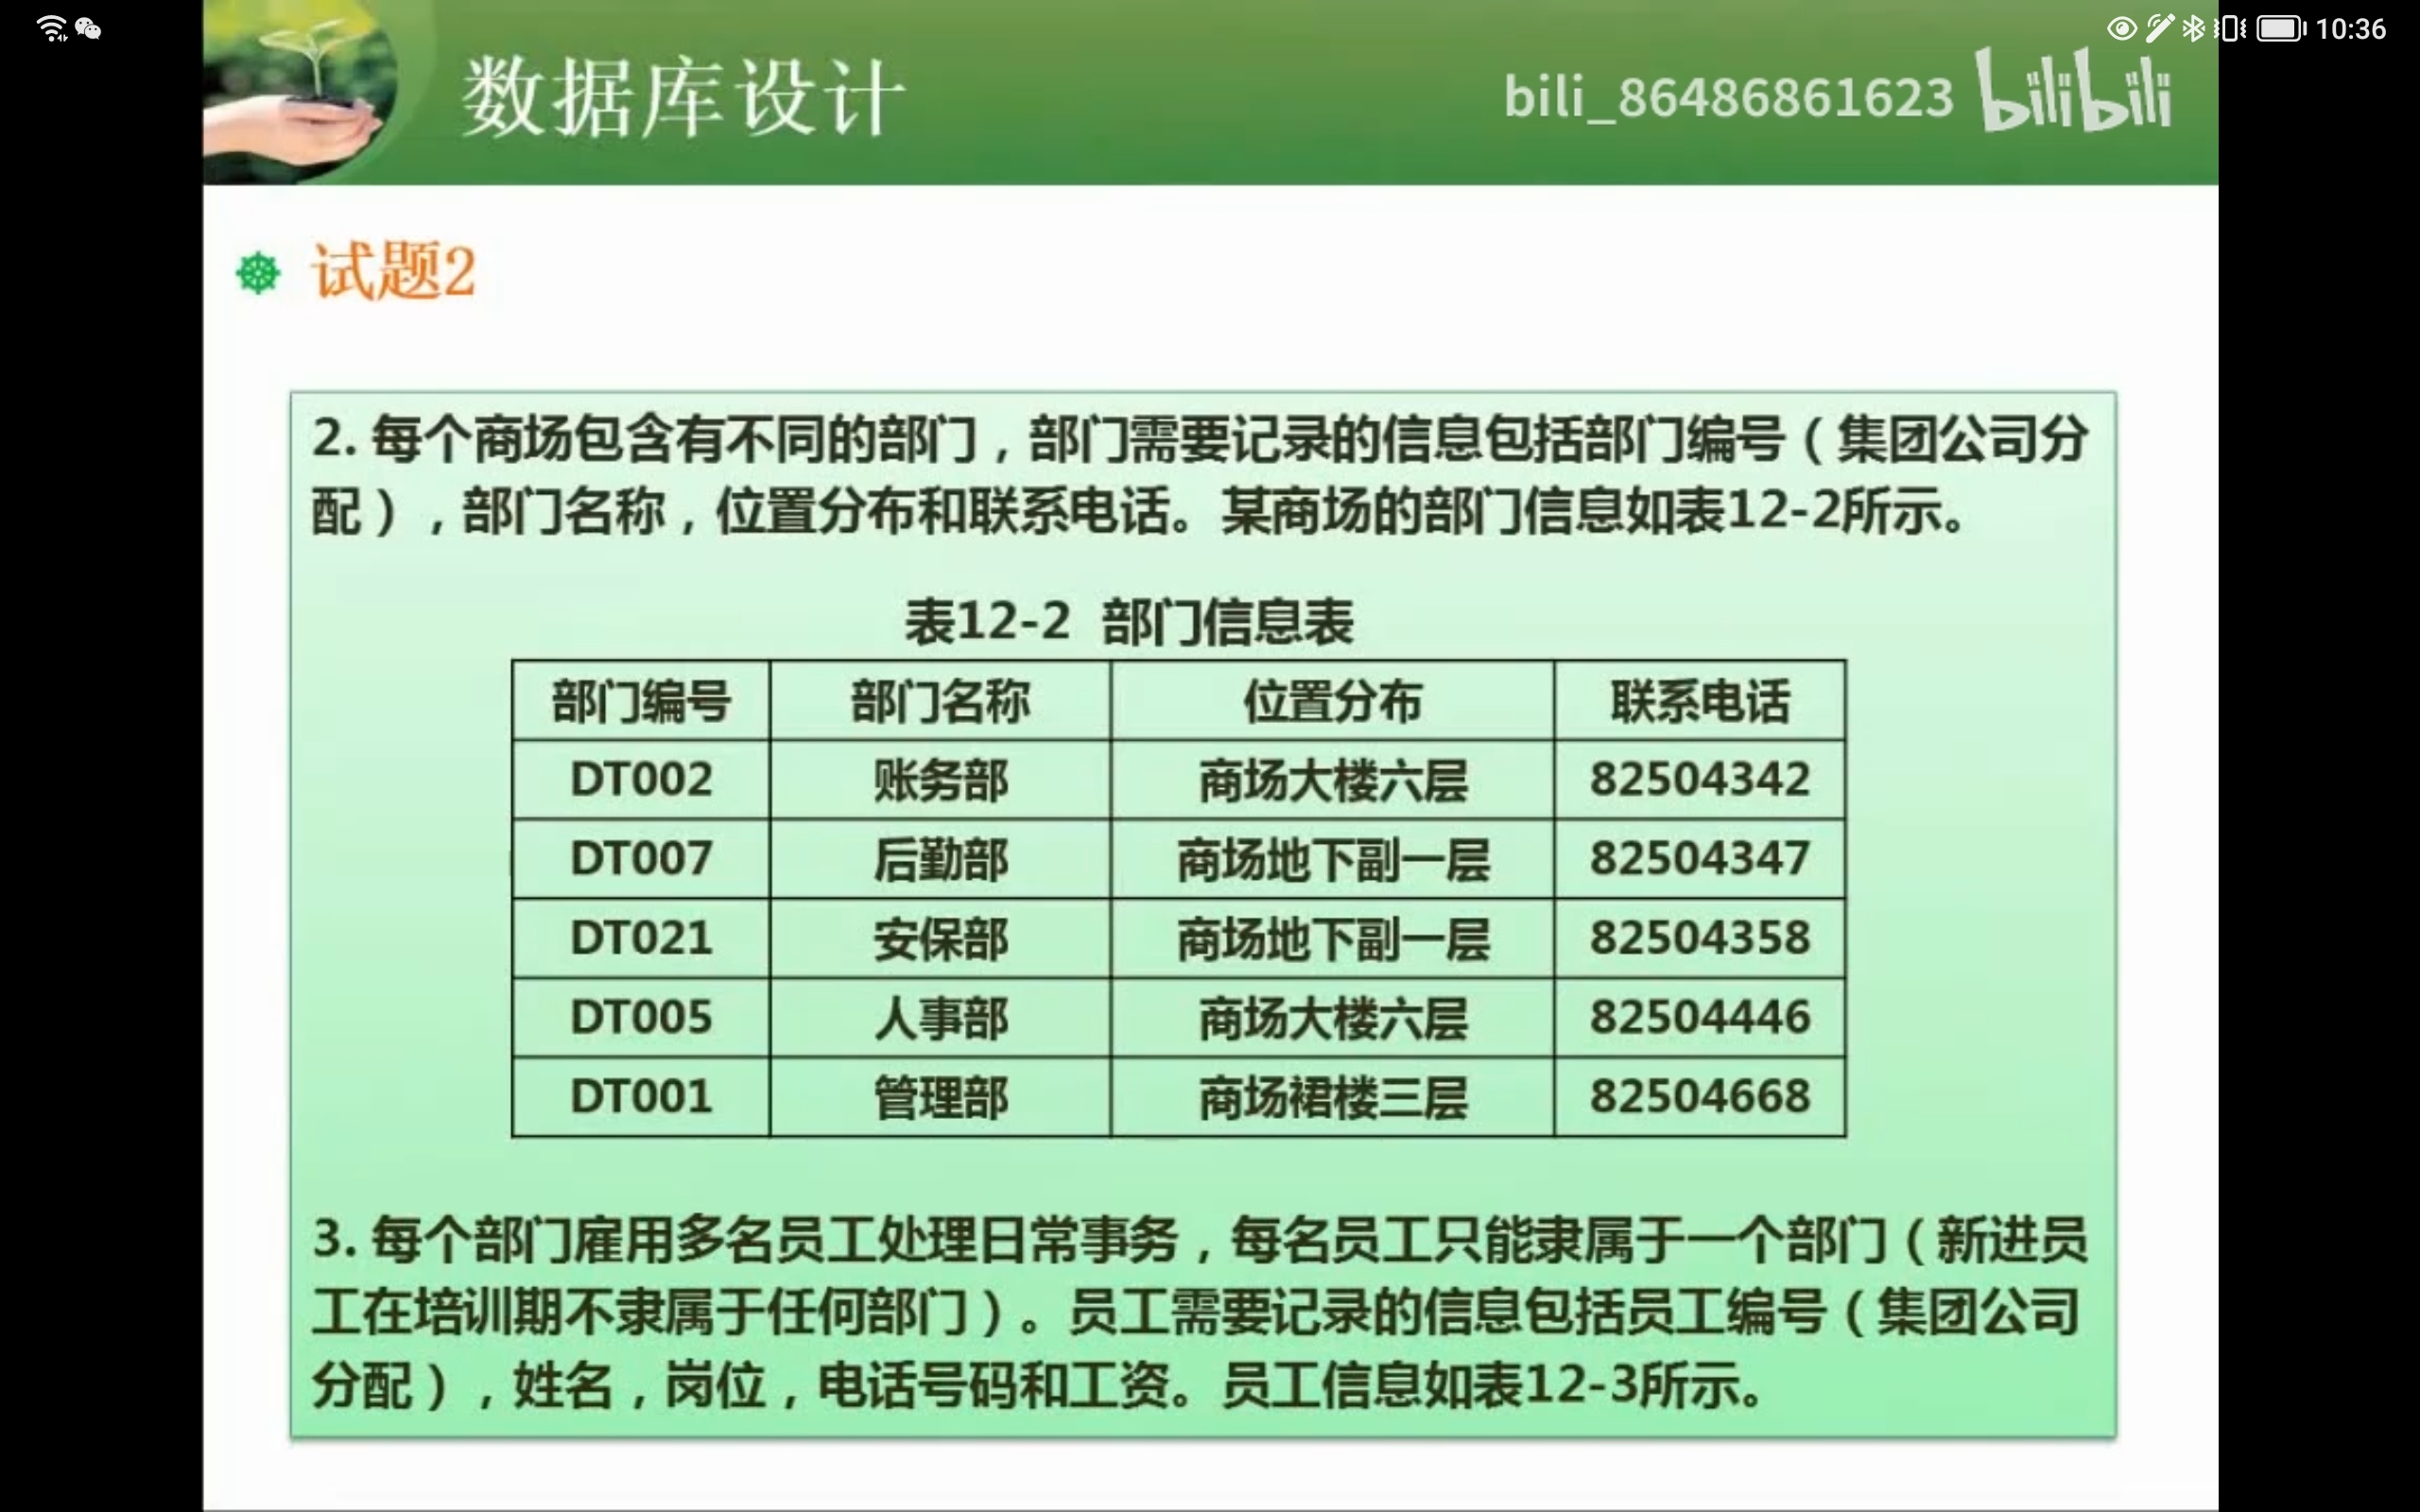 10:36
数据库设计
bili_86486861623 bilibili
试题2
2. 每个商场包含有不同的部门，部门需要记录的信息包括部门编号（集团公司分
配），部门名称，位置分布和联系电话。某商场的部门信息如表12-2所示。
表12-2 部门信息表
部门编号 部门名称 位置分布 联系电话
DT002 账务部 商场大楼六层 82504342
DT007 后勤部 商场地下副一层 82504347
DT021 安保部 商场地下副一层 82504358
DT005 人事部 商场大楼六层 82504446
DT001 管理部 商场裙楼三层 82504668
3. 每个部门雇用多名员工处理日常事务，每名员工只能隶属于一个部门（新进员
工在培训期不隶属于任何部门）。员工需要记录的信息包括员工编号（集团公司
分配），姓名，岗位，电话号码和工资。员工信息如表12-3所示。